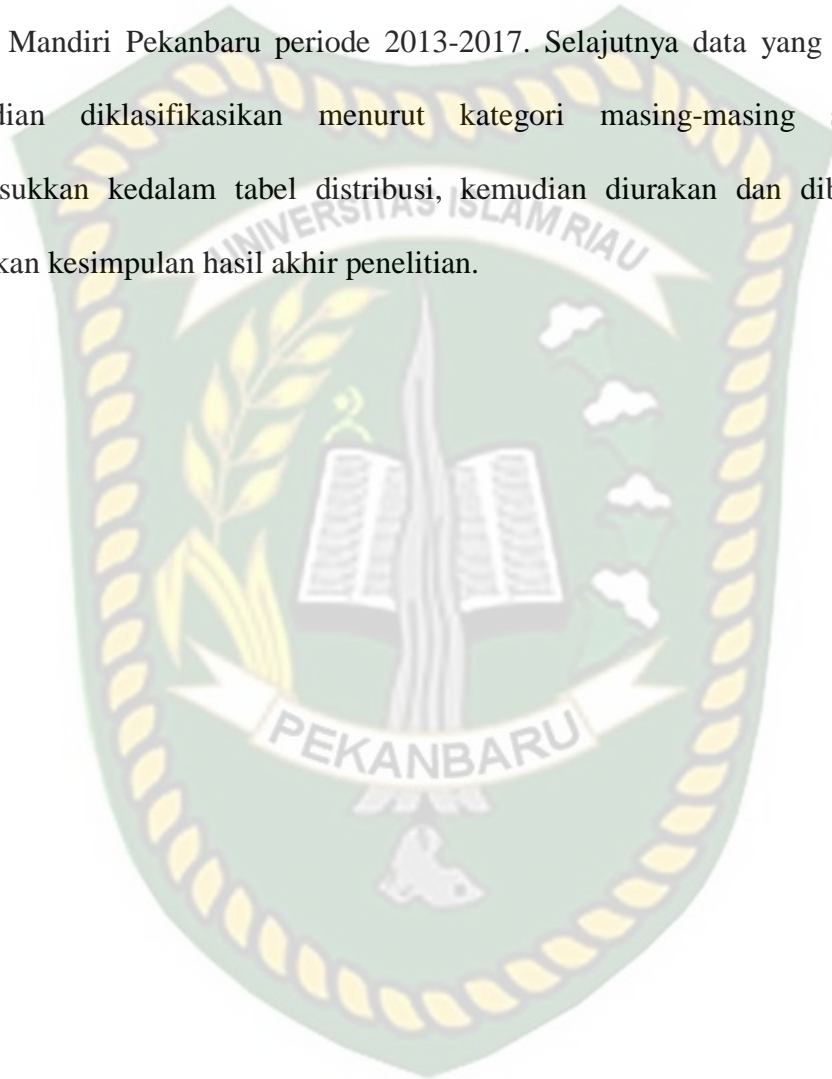 Mandiri Pekanbaru periode 2013-2017. Selajutnya data yang
dian diklasifikasikan menurut kategori masing-masing s
sukkan kedalam tabel distribusi, kemudian diurakan dan dib
kan kesimpulan hasil akhir penelitian.
UNIVERSITAS ISLAM RIAU
PEKANBARU